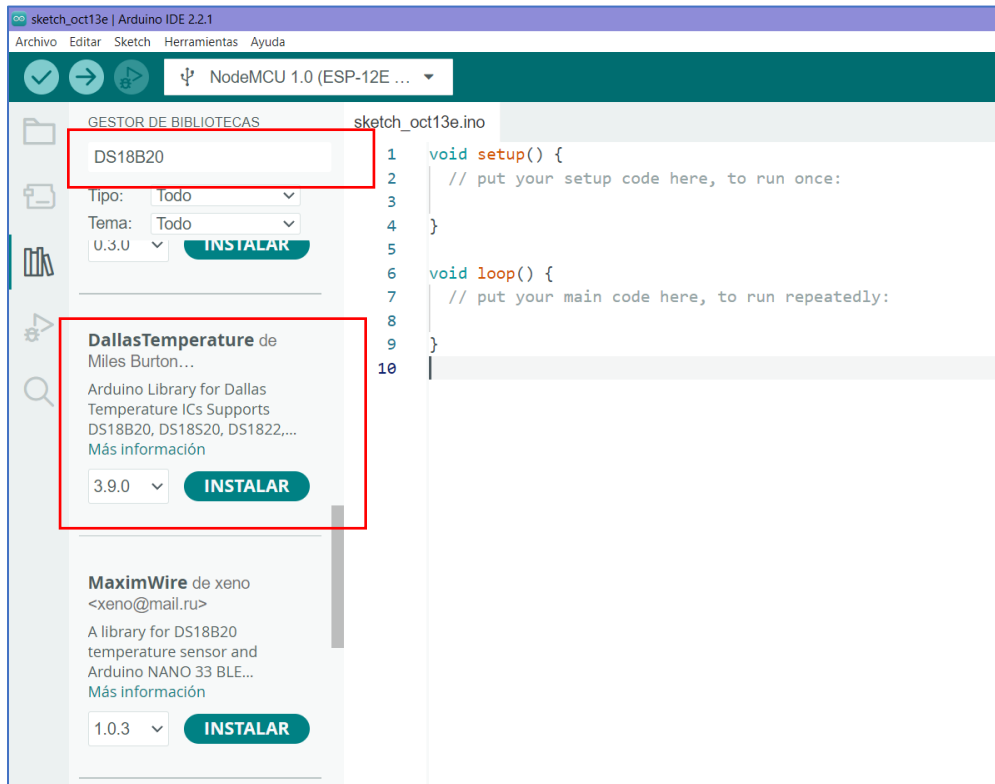 sketch_oct13e | Arduino IDE 2.2.1
Archivo Editar Sketch Herramientas Ayuda
NodeMCU 1.0 (ESP-12E ...
GESTOR DE BIBLIOTECAS
DS18B20
Tipo: Todo
Tema: Todo
0.3.0 INSTALAR
DallasTemperature de
Miles Burton...
Arduino Library for Dallas
Temperature ICs Supports
DS18B20, DS18S20, DS1822,...
Más información
3.9.0 INSTALAR
MaximWire de xeno
<xeno@mail.ru>
A library for DS18B20
temperature sensor and
Arduino NANO 33 BLE...
Más información
1.0.3 INSTALAR
sketch_oct13e.ino
1 void setup() {
2 // put your setup code here, to run once:
3
4 }
5
6 void loop() {
7 // put your main code here, to run repeatedly:
8
9 }
10